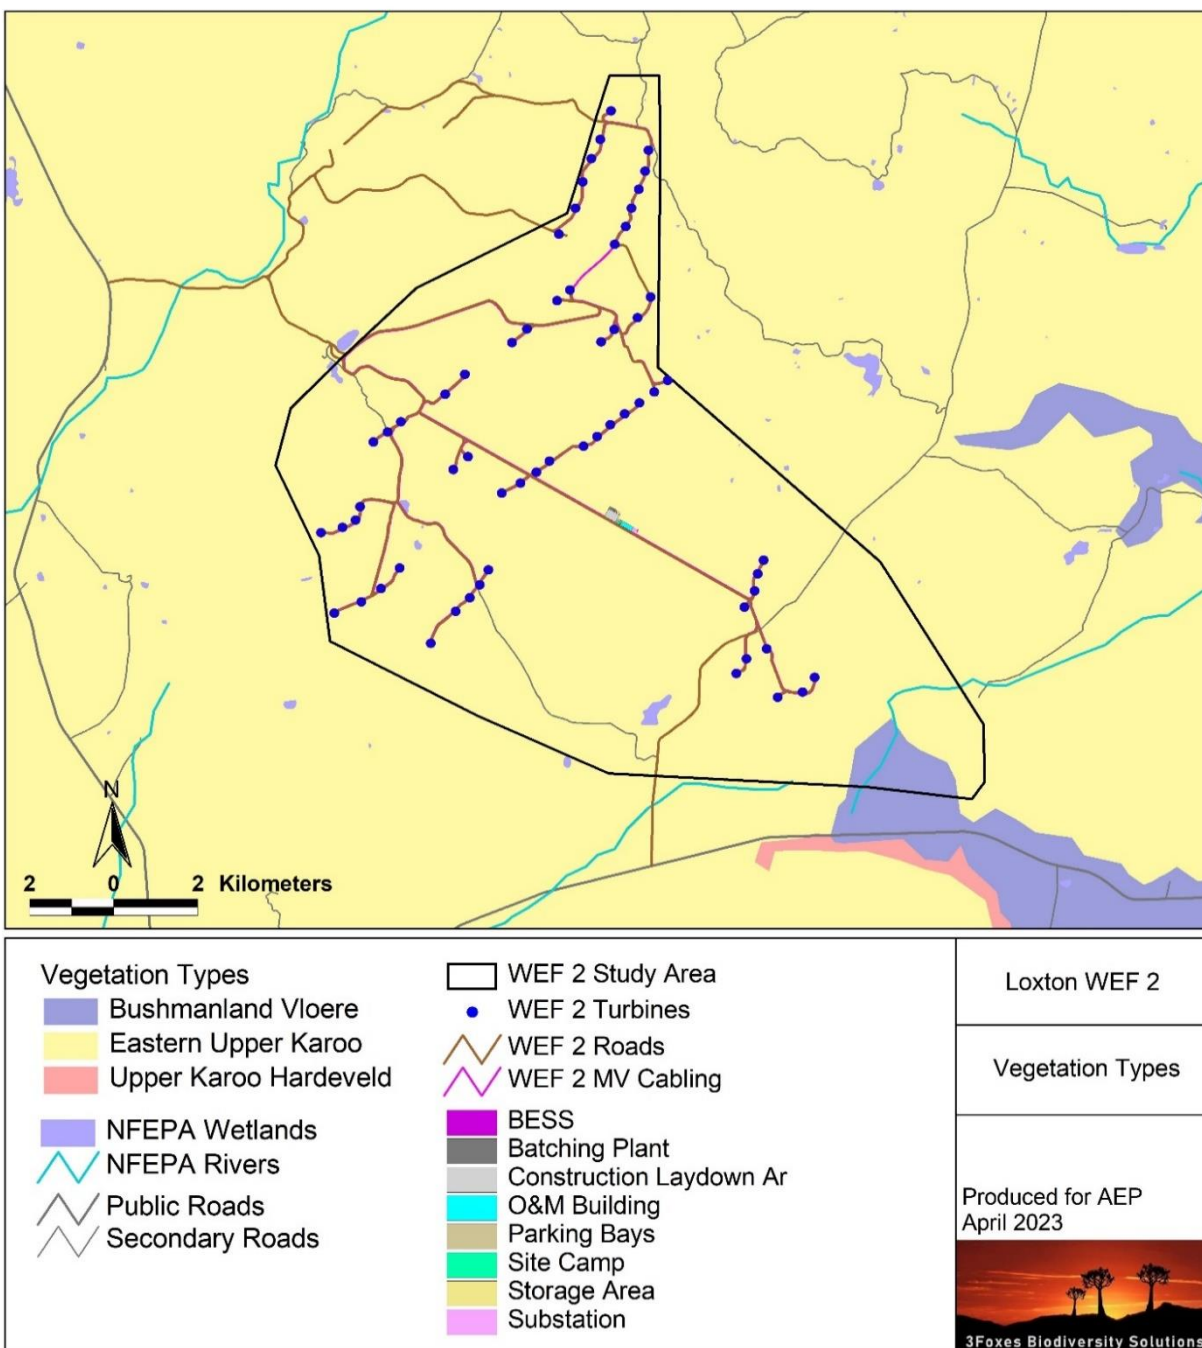 N
2 0 2 Kilometers
Vegetation Types
Bushmanland Vloere
Eastern Upper Karoo
Upper Karoo Hardeveld
NFEPA Wetlands
NFEPA Rivers
Public Roads
Secondary Roads
WEF 2 Study Area
WEF 2 Turbines
WEF 2 Roads
WEF 2 MV Cabling
BESS
Batching Plant
Construction Laydown Ar
O&M Building
Parking Bays
Site Camp
Storage Area
Substation
Loxton WEF 2
Vegetation Types
Produced for AEP
April 2023
3Foxes Biodiversity Solutions